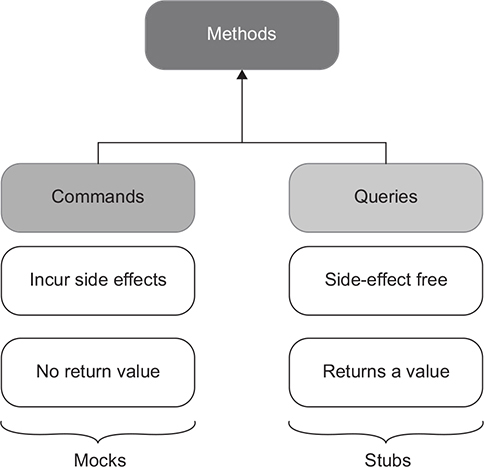 Methods
Commands
Queries
Incur side effects
Side-effect free
No return value
Returns a value
Mocks
Stubs